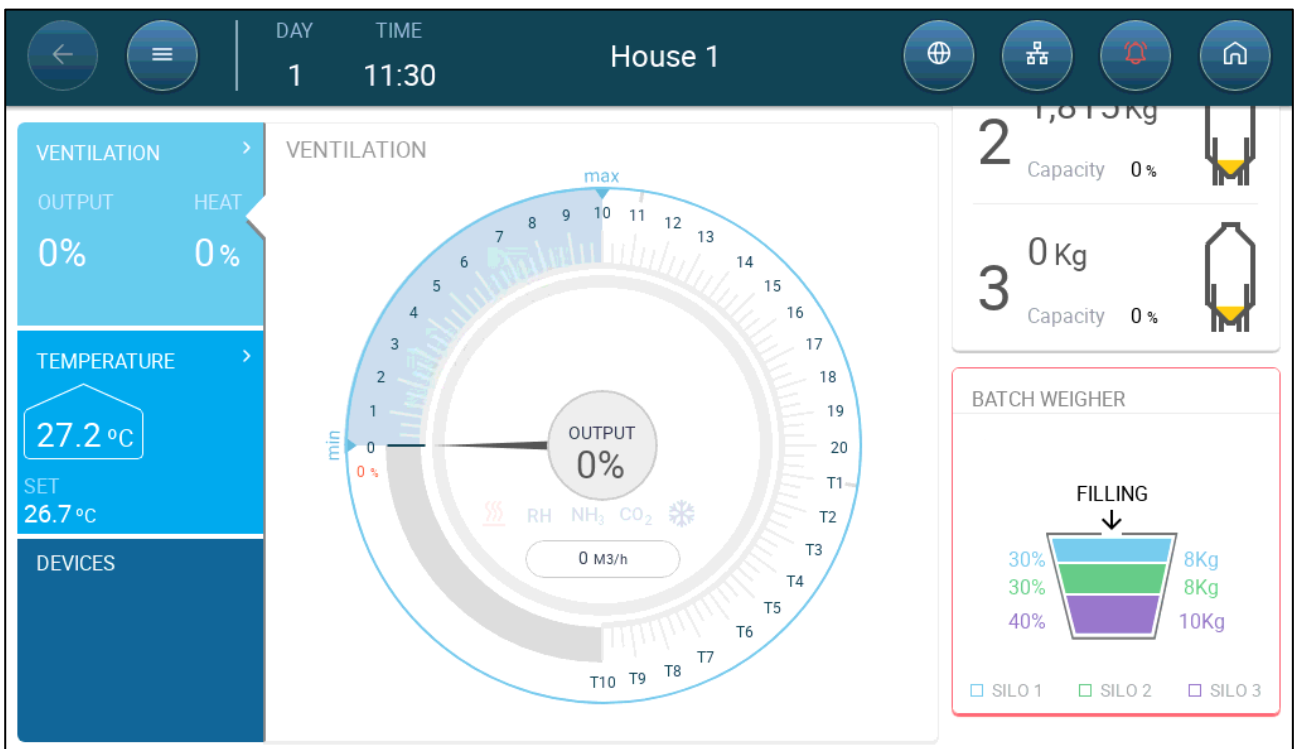 DAY TIME
1 11:30
House 1
VENTILATION
OUTPUT HEAT
0% 0 %
TEMPERATURE
27.2 °C
SET
26.7 °C
DEVICES
VENTILATION
max
min
0
1
2
3
4
5
6
7
8
9
10
11
12
13
14
15
16
17
18
19
20
T1
T2
T3
T4
T5
T6
T7
T8
T9
T10
0 %
OUTPUT
0%
RH NH₃ CO₂
0 M3/h
2
1,815 Kg
Capacity 0 %
3
0 Kg
Capacity 0 %
BATCH WEIGHER
FILLING
30% 8Kg
30% 8Kg
40% 10Kg
SILO 1 SILO 2 SILO 3